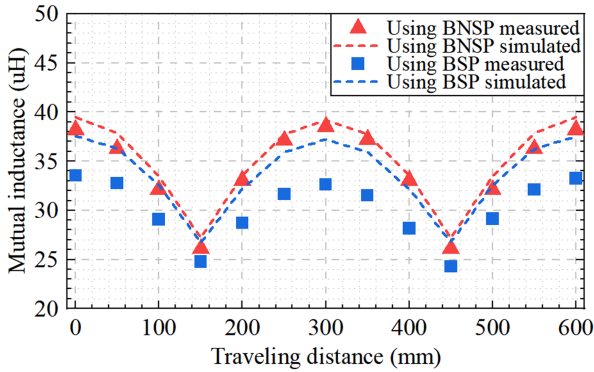 50
45
40
35
30
25
20
Mutual inductance (uH)
Using BNSP measured
Using BNSP simulated
Using BSP measured
Using BSP simulated
0 100 200 300 400 500 600
Traveling distance (mm)